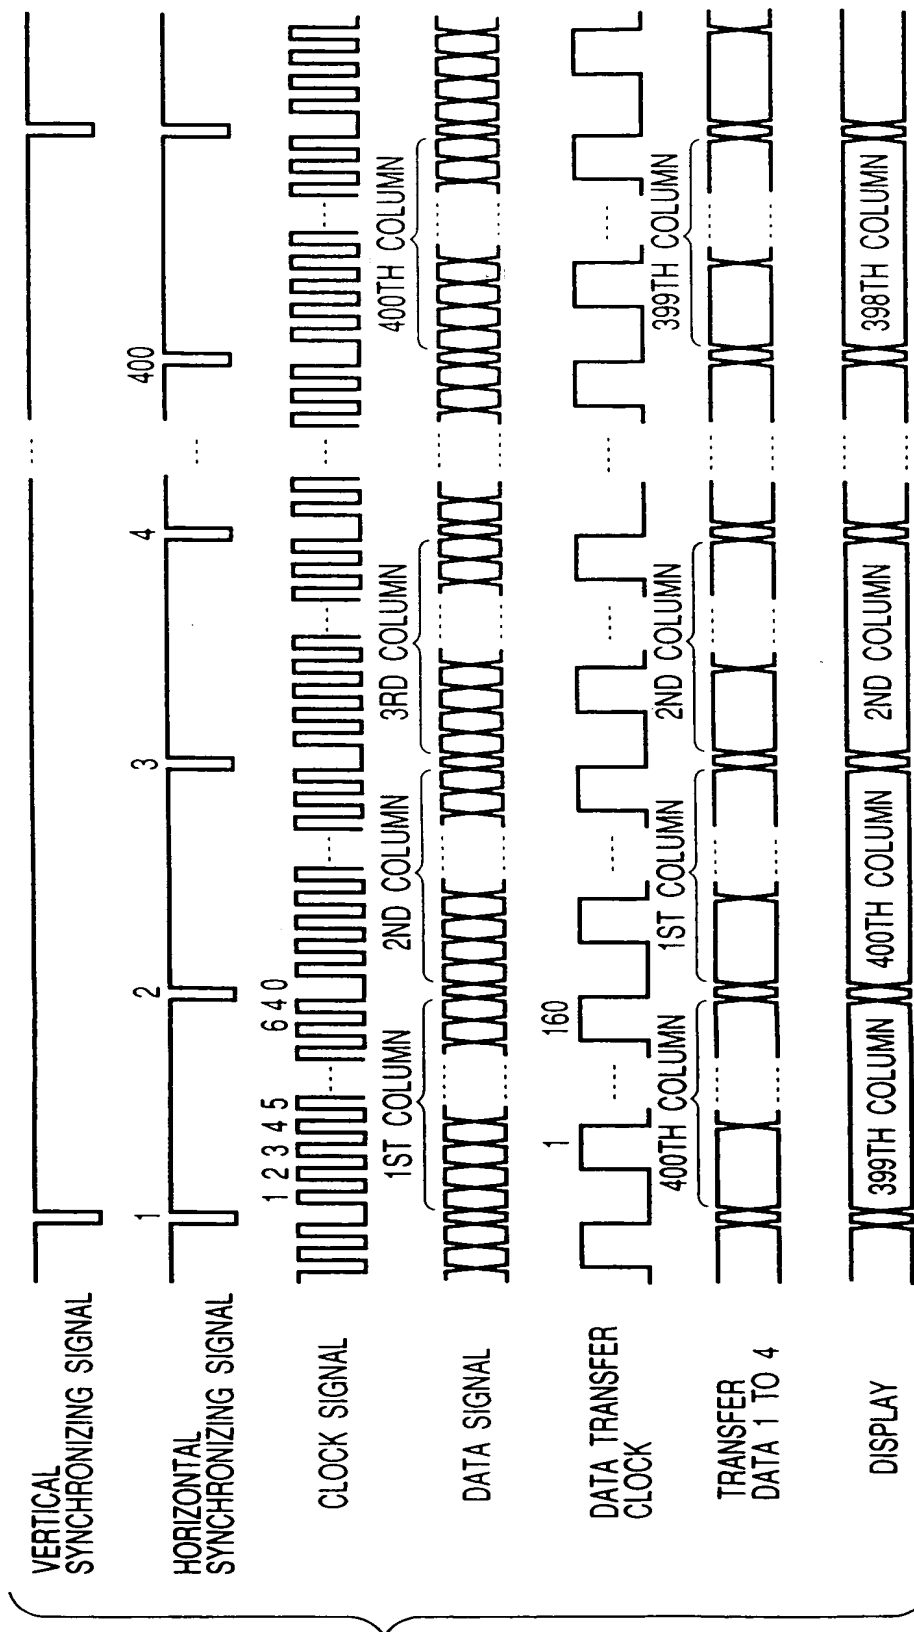 VERTICAL
SYNCHRONIZING SIGNAL
HORIZONTAL
SYNCHRONIZING SIGNAL
1
2
3
4
400
CLOCK SIGNAL
1 2 3 4 5
6 4 0
DATA SIGNAL
1ST COLUMN
2ND COLUMN
3RD COLUMN
400TH COLUMN
DATA TRANSFER
CLOCK
1
160
TRANSFER
DATA 1 TO 4
400TH COLUMN
1ST COLUMN
2ND COLUMN
399TH COLUMN
DISPLAY
399TH COLUMN
400TH COLUMN
2ND COLUMN
398TH COLUMN